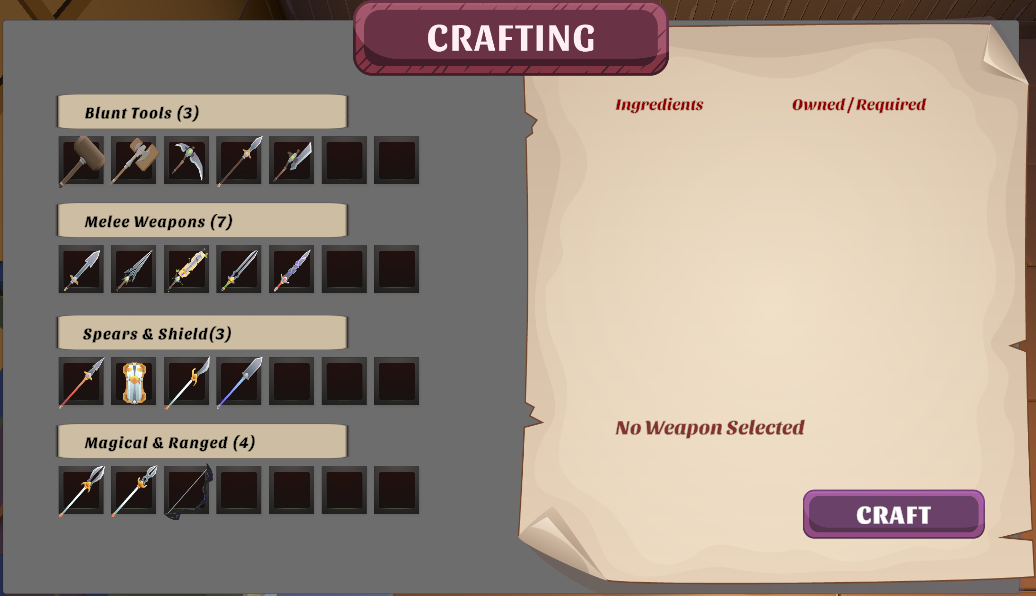 CRAFTING
Blunt Tools (3)
Melee Weapons (7)
Spears & Shield(3)
Magical & Ranged (4)
Ingredients
Owned/Required
No Weapon Selected
CRAFT